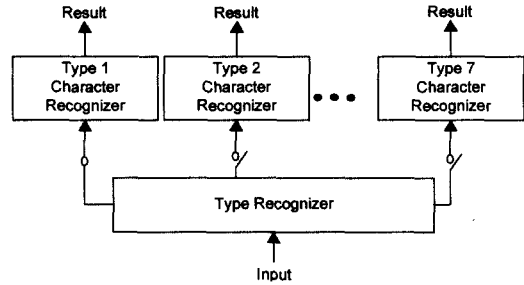 Result Result Result
Type 1 Type 2 Type 7
Character Character Character
Recognizer Recognizer Recognizer
Type Recognizer
Input